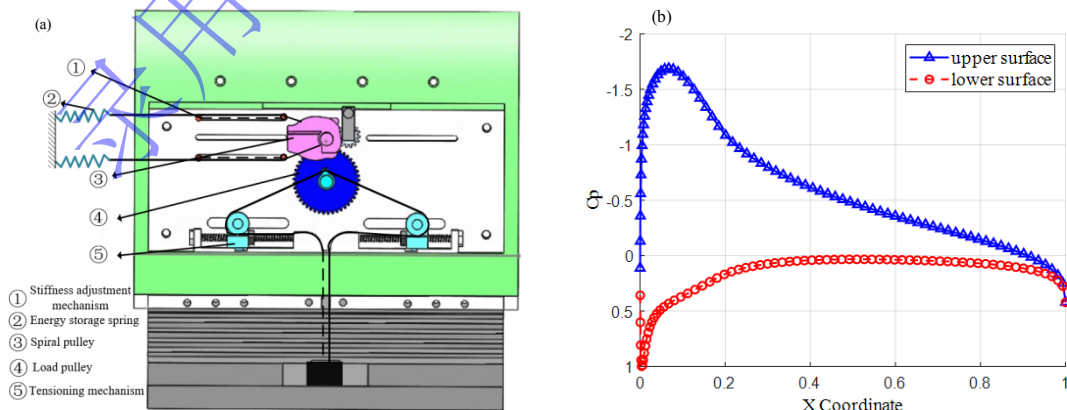 (a)
①
②
③
④
⑤
① Stiffness adjustment
mechanism
② Energy storage spring
③ Spiral pulley
④ Load pulley
⑤ Tensioning mechanism
(b)
-2
-1.5
-1
-0.5
0
0.5
1
Cp
upper surface
lower surface
0
0.2
0.4
0.6
0.8
1
X Coordinate